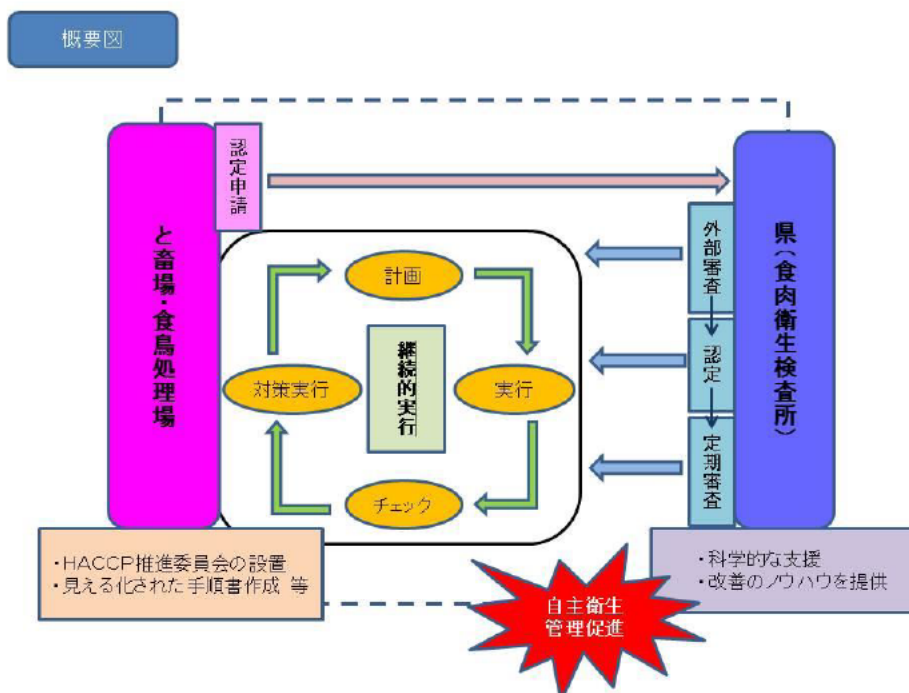 概要図
認定申請
と畜場・食鳥処理場
県(食肉衛生検査所)
外部審査
認定
定期審査
計画
実行
チェック
対策実行
継続的実行
・HACCP推進委員会の設置
・見える化された手順書作成 等
・科学的な支援
・改善のノウハウを提供
自主衛生
管理促進